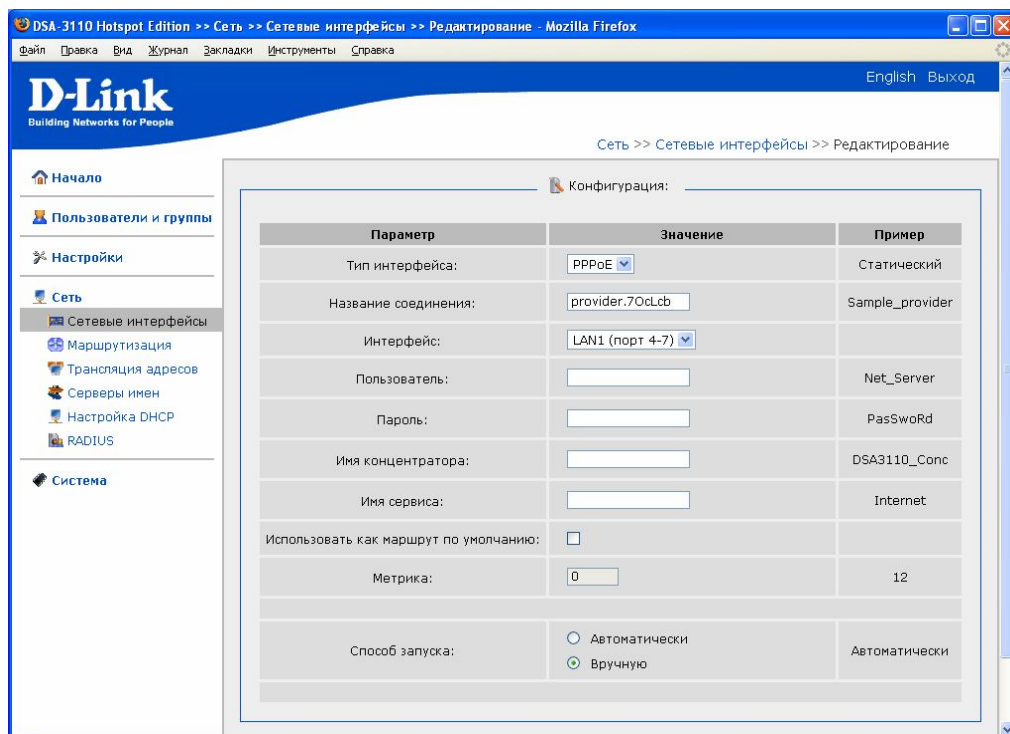 DSA-3110 Hotspot Edition >> Сеть >> Сетевые интерфейсы >> Редактирование - Mozilla Firefox
Файл Правка Вид Журнал Закладки Инструменты Справка
English Выход
D-Link
Building Networks for People
Сеть >> Сетевые интерфейсы >> Редактирование
Начало
Пользователи и группы
Настройки
Сеть
Сетевые интерфейсы
Маршрутизация
Трансляция адресов
Серверы имен
Настройка DHCP
RADIUS
Система
Конфигурация:
Параметр Значение Пример
Тип интерфейса: PPPoE Статический
Название соединения: provider.7OcLcb Sample_provider
Интерфейс: LAN1 (порт 4-7)
Пользователь: Net_Server
Пароль: PasSwoRd
Имя концентратора: DSA3110_Conc
Имя сервиса: Internet
Использовать как маршрут по умолчанию:
Метрика: 0 12
Способ запуска: Автоматически Вручную Автоматически